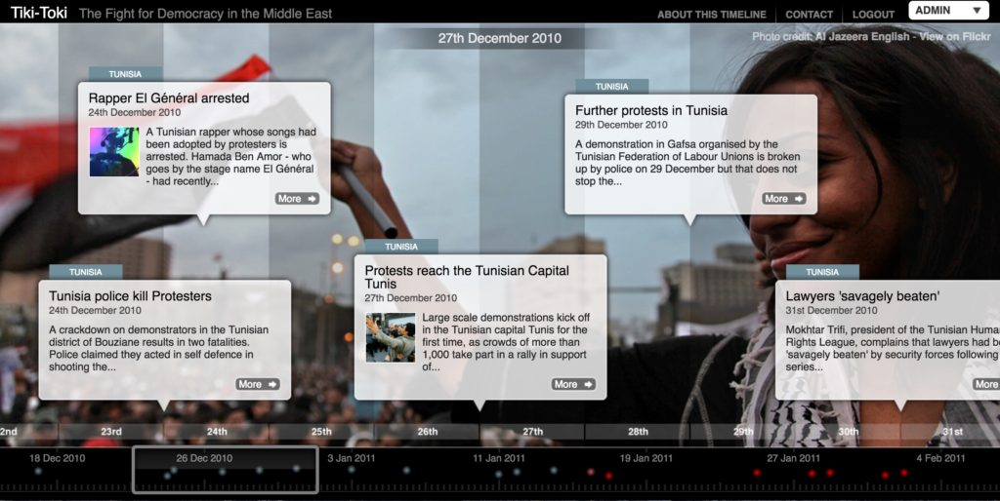 Tiki-Toki The Fight for Democracy in the Middle East
ABOUT THIS TIMELINE CONTACT LOGOUT ADMIN
27th December 2010
Photo credit: Al Jazeera English - View on Flickr
TUNISIA
Rapper El Général arrested
24th December 2010
A Tunisian rapper whose songs had
been adopted by protesters is
arrested. Hamada Ben Amor - who
goes by the stage name El Général
- had recently...
More
TUNISIA
Further protests in Tunisia
29th December 2010
A demonstration in Gafsa organised by the
Tunisian Federation of Labour Unions is broken
up by police on 29 December but that does not
stop the...
More
TUNISIA
Tunisia police kill Protesters
24th December 2010
A crackdown on demonstrators in the Tunisian
district of Bouziane results in two fatalities.
Police claimed they acted in self defence in
shooting the...
More
TUNISIA
Protests reach the Tunisian Capital
Tunis
27th December 2010
Large scale demonstrations kick off
in the Tunisian capital Tunis for the
first time, as crowds of more than
1,000 take part in a rally in support
of...
More
TUNISIA
Lawyers 'savagely beaten'
31st December 2010
Mokhtar Trifi, president of the Tunisian Huma
Rights League, complains that lawyers had be
'savagely beaten' by security forces following
series...
More
2nd 23rd 24th 25th 26th 27th 28th 29th 30th 31st
18 Dec 2010 26 Dec 2010 3 Jan 2011 11 Jan 2011 19 Jan 2011 27 Jan 2011 4 Feb 2011